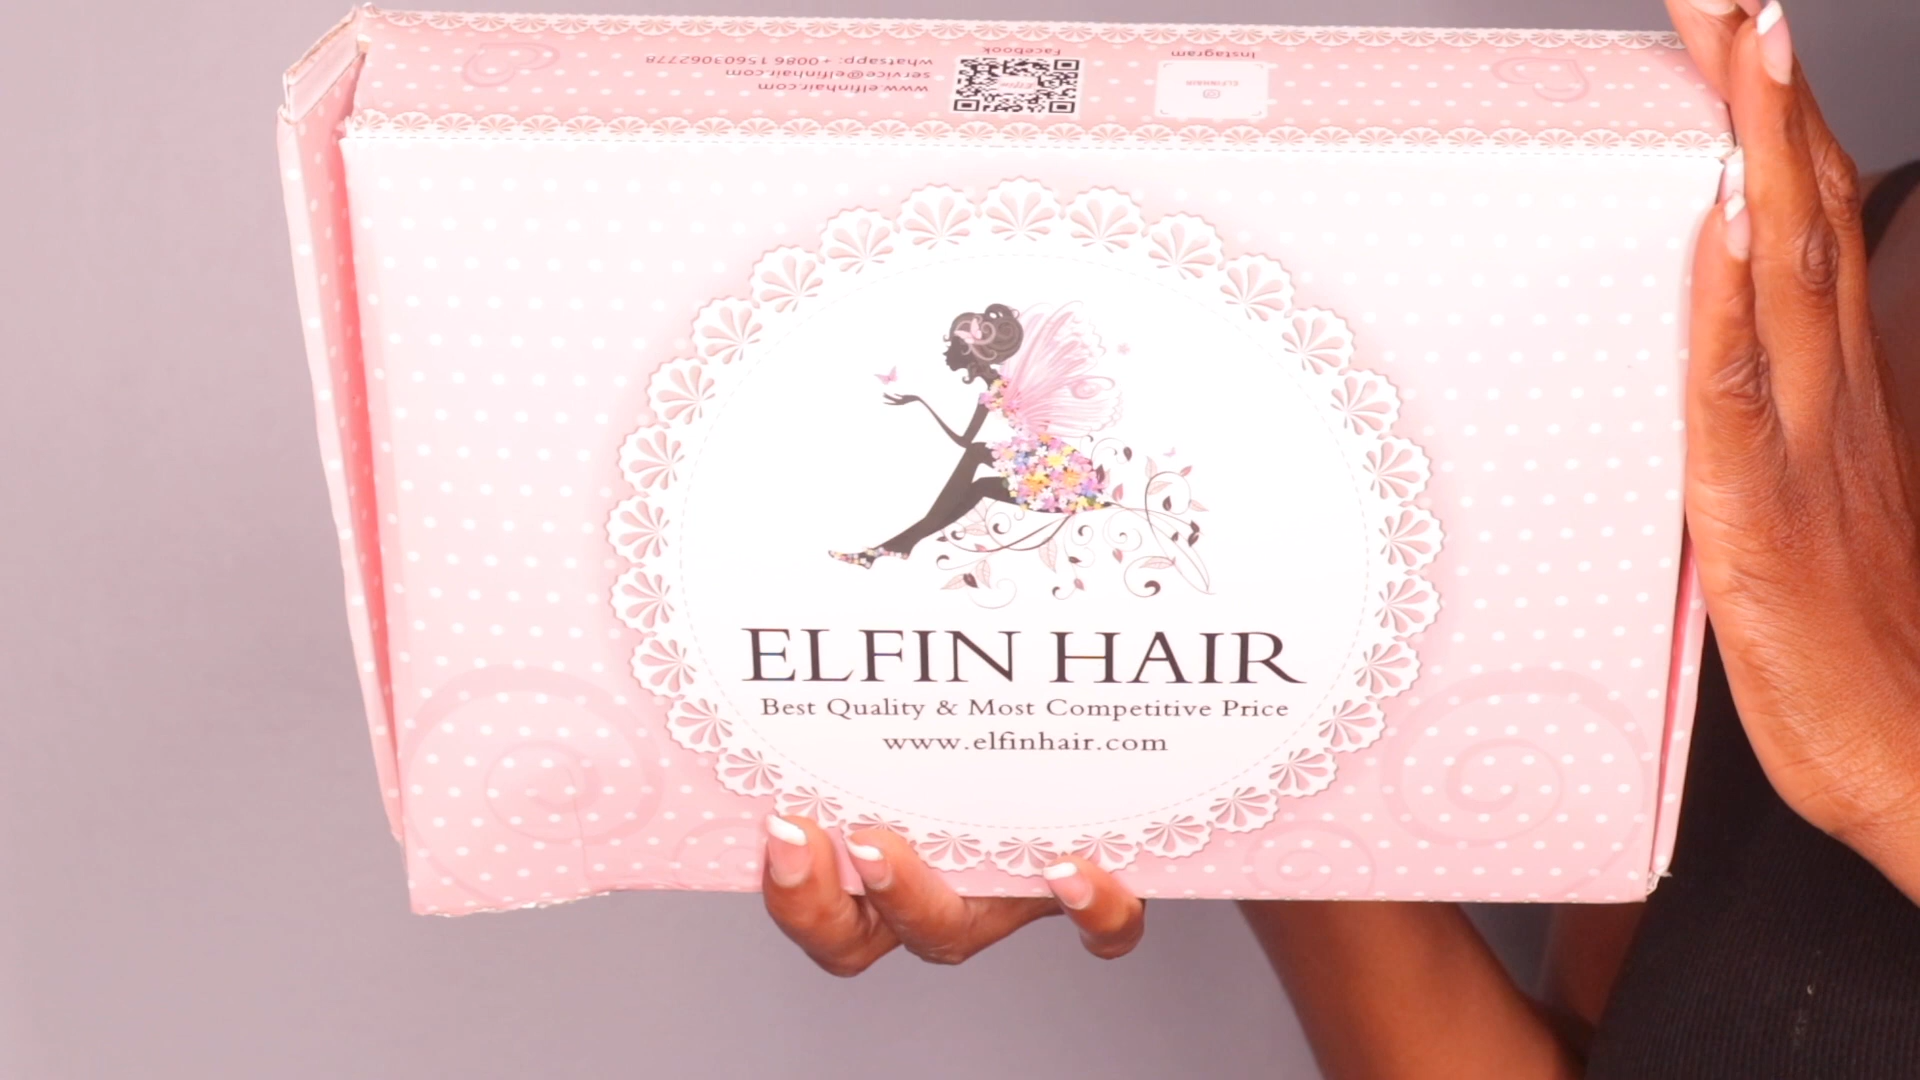 Facebook
Instagram
whatsapp: +0086 15603062778
service@elfinhair.com
www.elfinhair.com
ELFINHAIR
ELFIN HAIR
Best Quality & Most Competitive Price
www.elfinhair.com